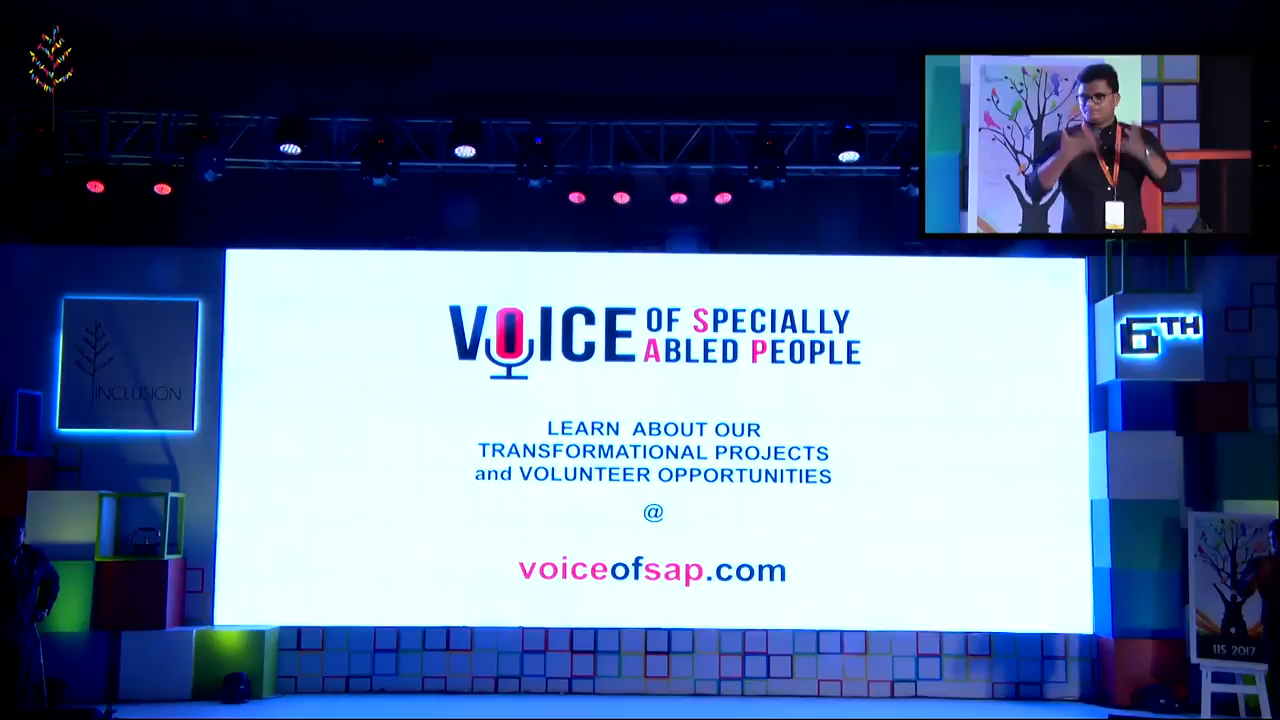 VOICE OF SPECIALLY
ABLED PEOPLE
LEARN ABOUT OUR
TRANSFORMATIONAL PROJECTS
and VOLUNTEER OPPORTUNITIES
@
voiceofsap.com
INCLUSION
6TH
IIS 2017